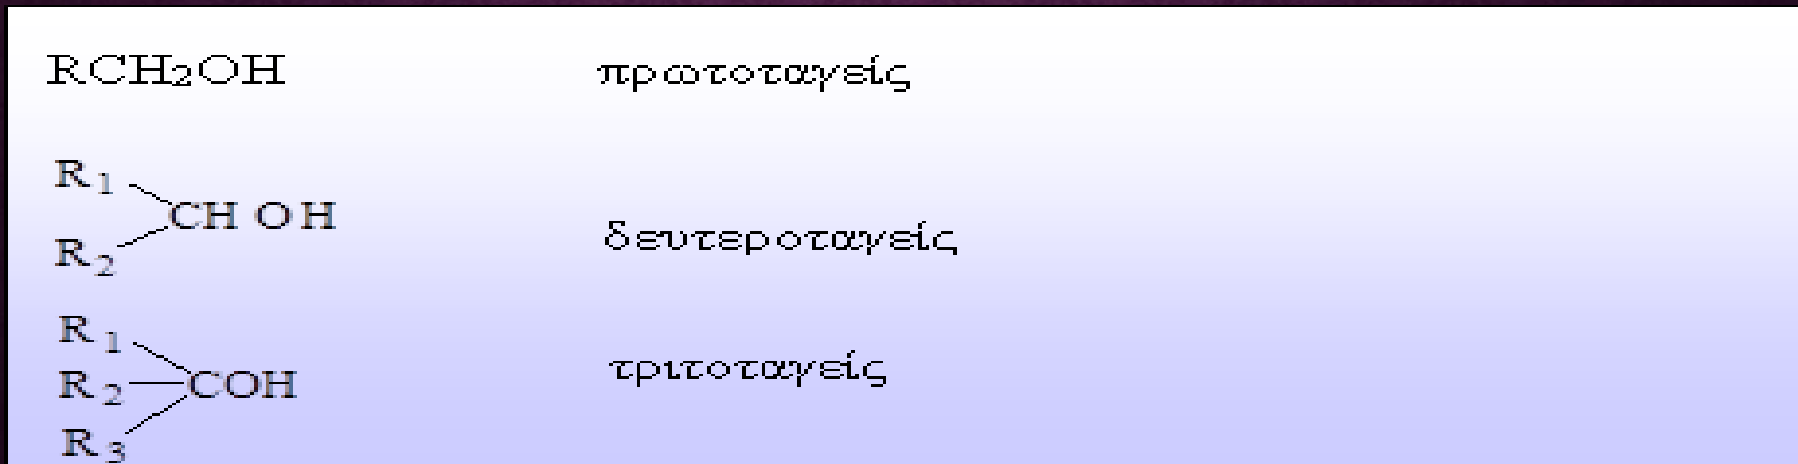 RCH₂OH πρωτοταγείς
R₁
CH OH δευτεροταγείς
R₂
R₁
R₂ COH τριτοταγείς
R₃